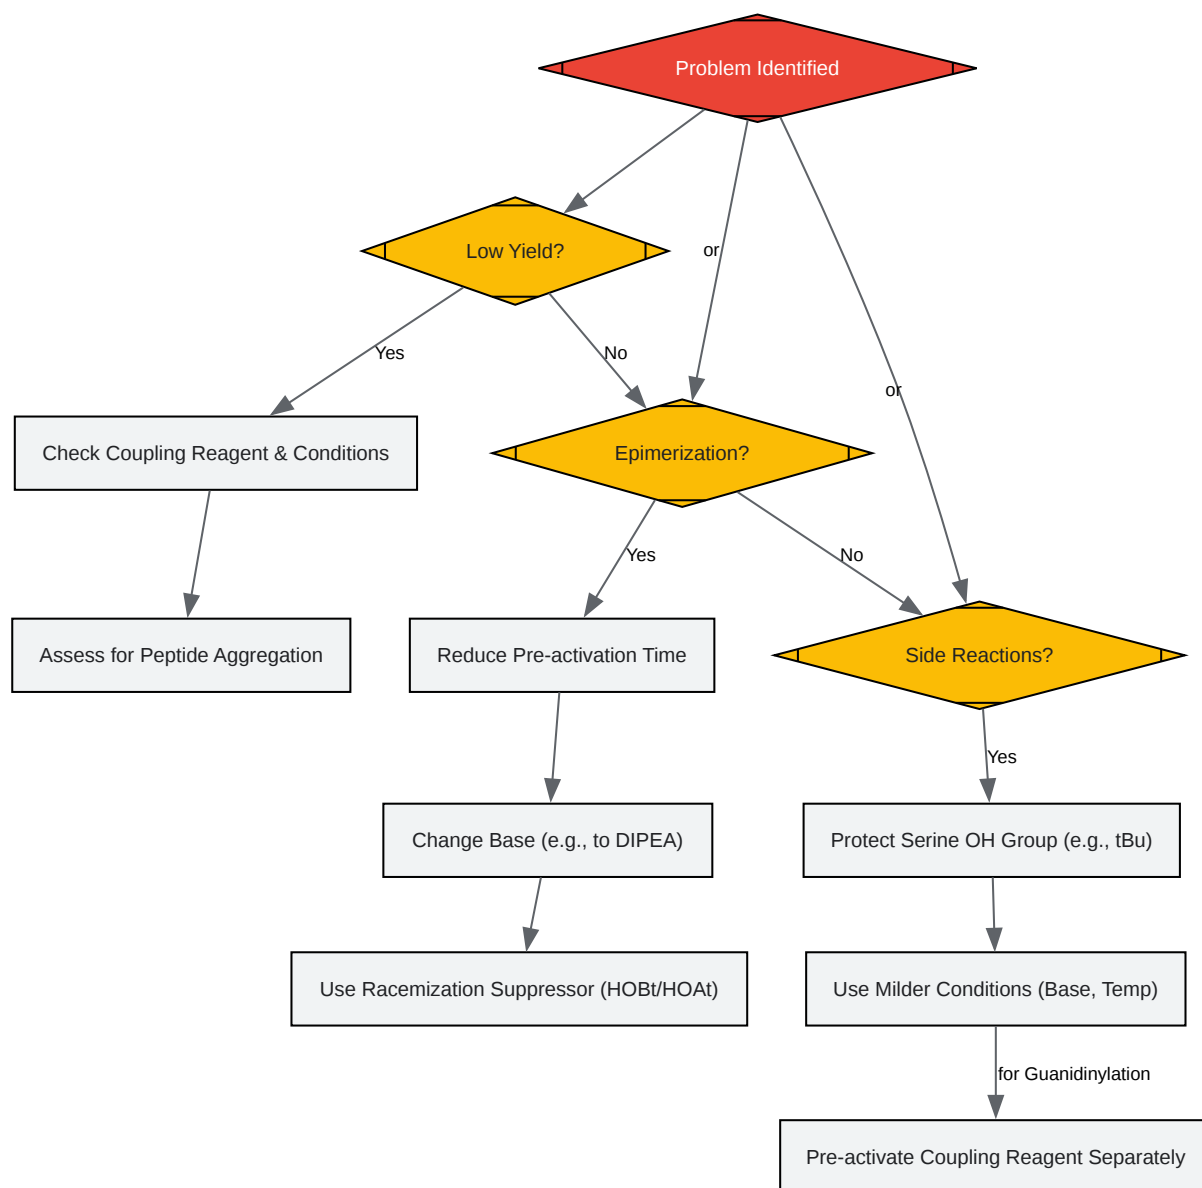 Problem Identified
Low Yield?
or
Yes
No
or
Check Coupling Reagent & Conditions
Epimerization?
Yes
No
Assess for Peptide Aggregation
Reduce Pre-activation Time
Side Reactions?
Yes
Change Base (e.g., to DIPEA)
Protect Serine OH Group (e.g., tBu)
Use Racemization Suppressor (HOBt/HOAt)
Use Milder Conditions (Base, Temp)
for Guanidinylation
Pre-activate Coupling Reagent Separately